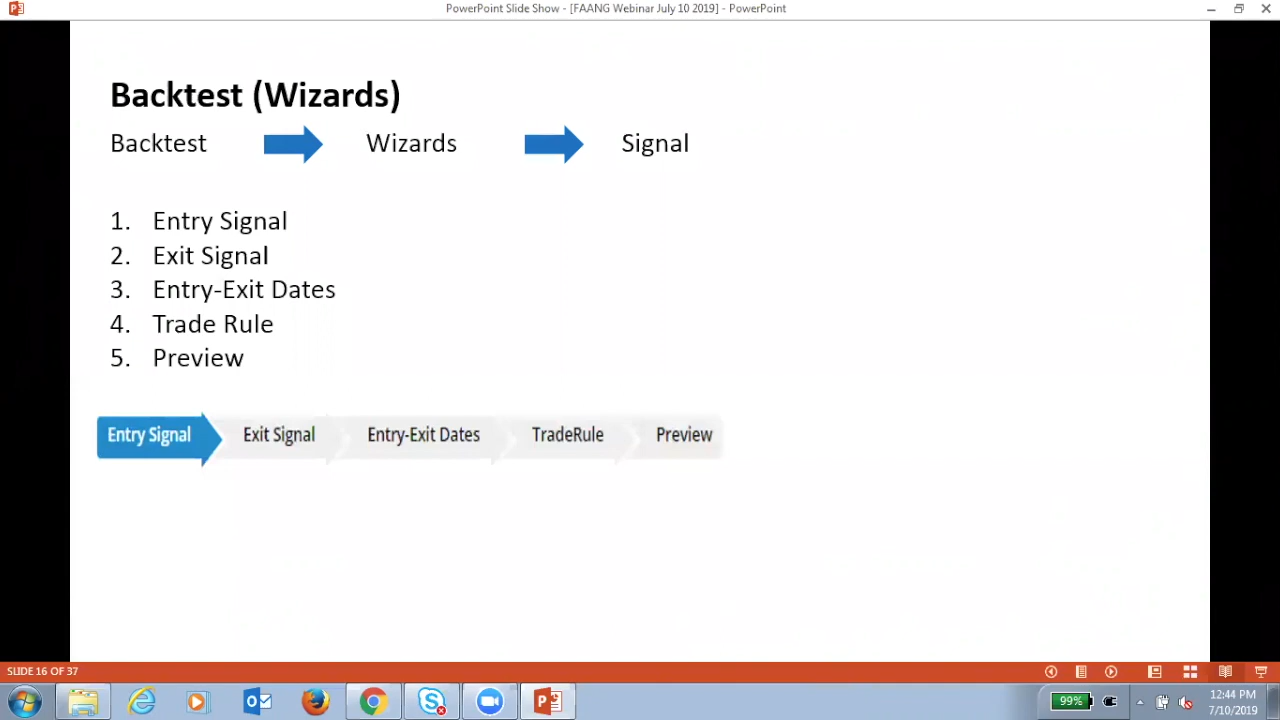 PowerPoint Slide Show - [FAANG Webinar July 10 2019] - PowerPoint
Backtest (Wizards)
Backtest Wizards Signal
1. Entry Signal
2. Exit Signal
3. Entry-Exit Dates
4. Trade Rule
5. Preview
Entry Signal Exit Signal Entry-Exit Dates TradeRule Preview
SLIDE 16 OF 37
99%
12:44 PM
7/10/2019